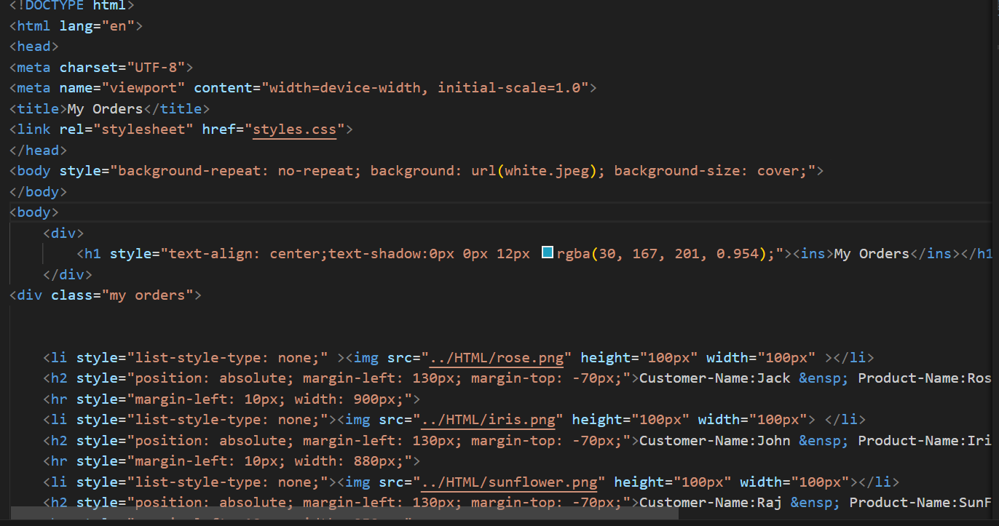 <!DOCTYPE html>
<html lang="en">
<head>
<meta charset="UTF-8">
<meta name="viewport" content="width=device-width, initial-scale=1.0">
<title>My Orders</title>
<link rel="stylesheet" href="styles.css">
</head>
<body style="background-repeat: no-repeat; background: url(white.jpeg); background-size: cover;">
</body>
<body>
<div>
<h1 style="text-align: center;text-shadow:0px 0px 12px rgba(30, 167, 201, 0.954);"><ins>My Orders</ins></h1
</div>
<div class="my orders">
<li style="list-style-type: none;" ><img src="../HTML/rose.png" height="100px" width="100px" ></li>
<h2 style="position: absolute; margin-left: 130px; margin-top: -70px;">Customer-Name:Jack &ensp; Product-Name:Ros
<hr style="margin-left: 10px; width: 900px;">
<li style="list-style-type: none;"><img src="../HTML/iris.png" height="100px" width="100px"> </li>
<h2 style="position: absolute; margin-left: 130px; margin-top: -70px;">Customer-Name:John &ensp; Product-Name:Iri
<hr style="margin-left: 10px; width: 880px;">
<li style="list-style-type: none;"><img src="../HTML/sunflower.png" height="100px" width="100px"></li>
<h2 style="position: absolute; margin-left: 130px; margin-top: -70px;">Customer-Name:Raj &ensp; Product-Name:SunF